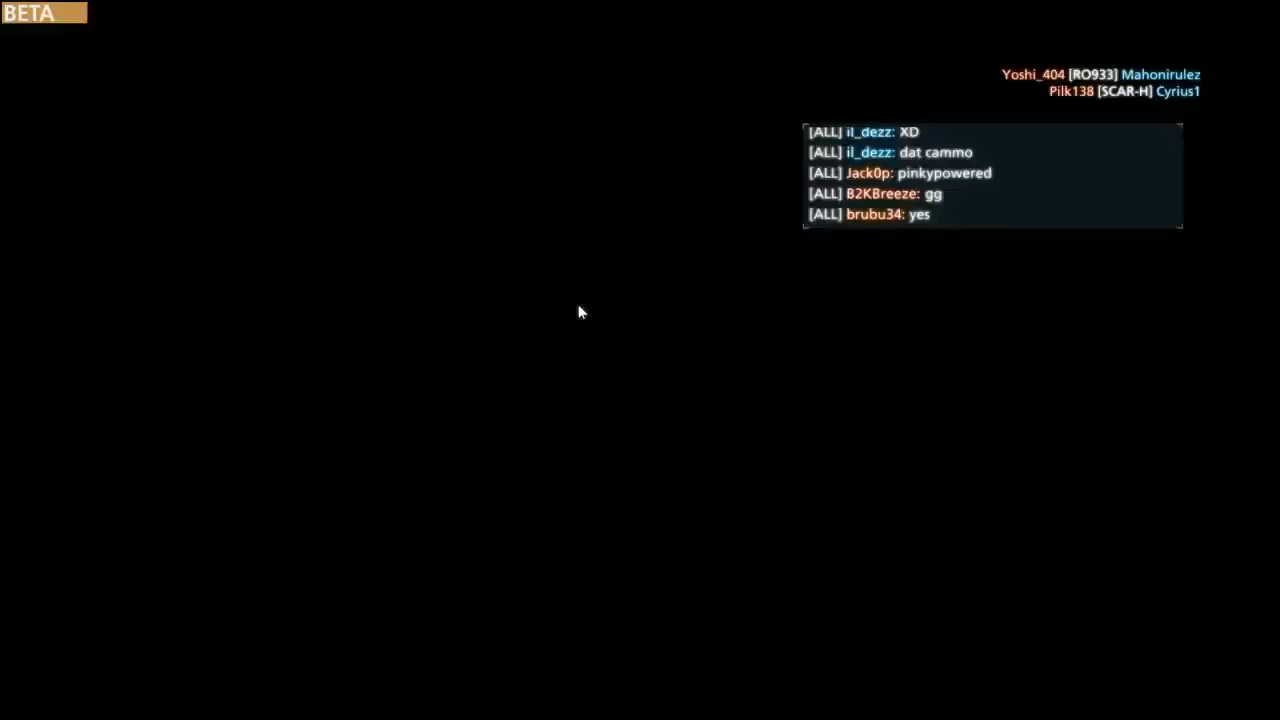 BETA
Yoshi_404 [RO933] Mahonirulez
Pilk138 [SCAR-H] Cyrius1
[ALL] il_dezz: XD
[ALL] il_dezz: dat cammo
[ALL] Jack0p: pinkypowered
[ALL] B2KBreeze: gg
[ALL] brubu34: yes